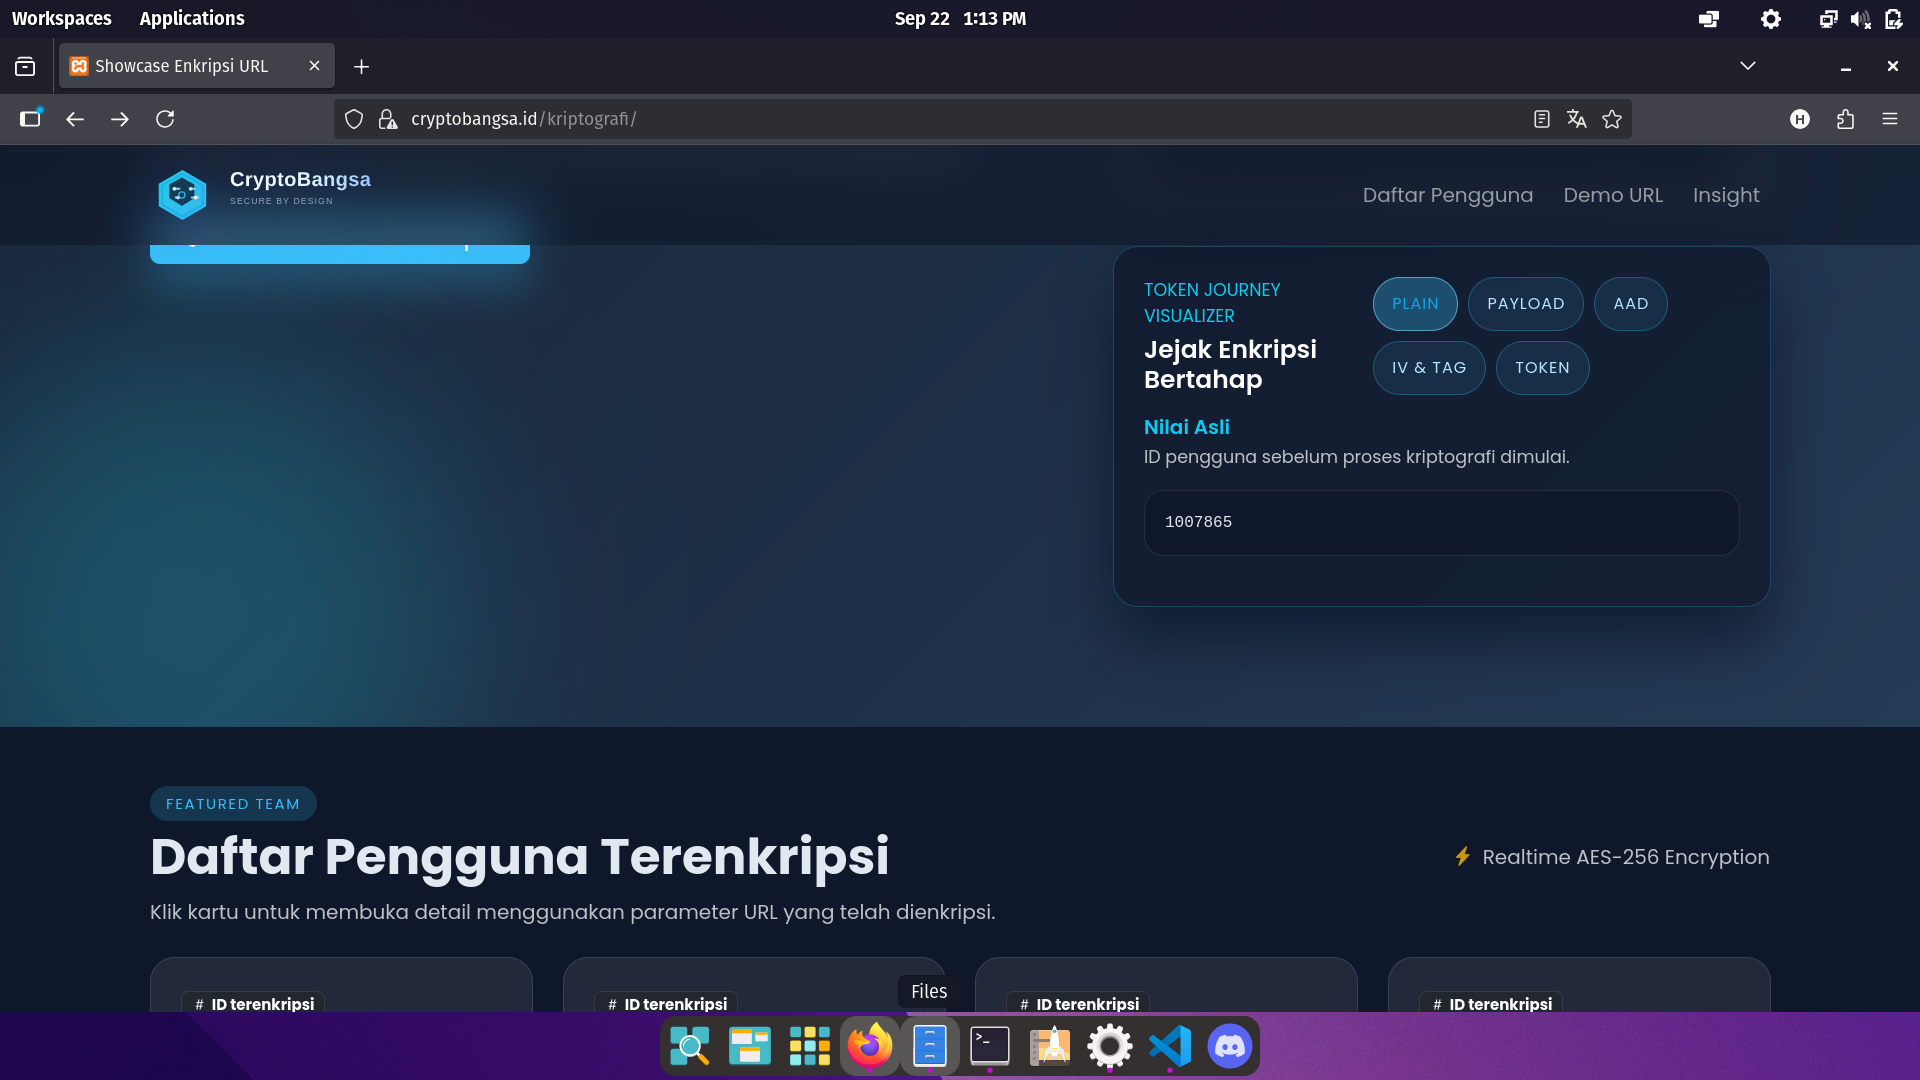 Workspaces Applications Sep 22 1:13 PM
Showcase Enkripsi URL
cryptobangsa.id/kriptografi/
H
CryptoBangsa
SECURE BY DESIGN
Daftar Pengguna Demo URL Insight
TOKEN JOURNEY
VISUALIZER
Jejak Enkripsi
Bertahap
PLAIN PAYLOAD AAD
IV & TAG TOKEN
Nilai Asli
ID pengguna sebelum proses kriptografi dimulai.
1007865
FEATURED TEAM
Daftar Pengguna Terenkripsi
Realtime AES-256 Encryption
Klik kartu untuk membuka detail menggunakan parameter URL yang telah dienkripsi.
# ID terenkripsi # ID terenkripsi # ID terenkripsi # ID terenkripsi
Files